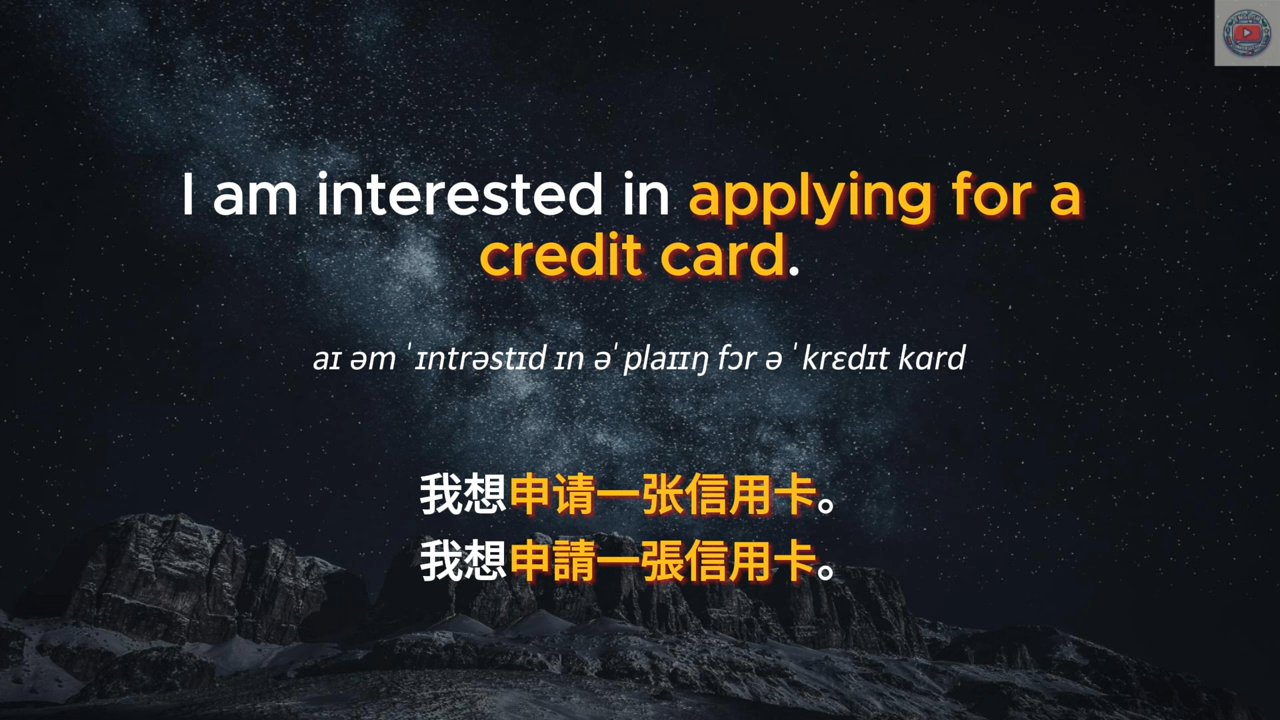 I am interested in applying for a
credit card.
aɪ əm ˈɪntrəstɪd ɪn əˈplaɪɪŋ fɔr ə ˈkrɛdɪt kɑrd
我想申请一张信用卡。
我想申請一張信用卡。